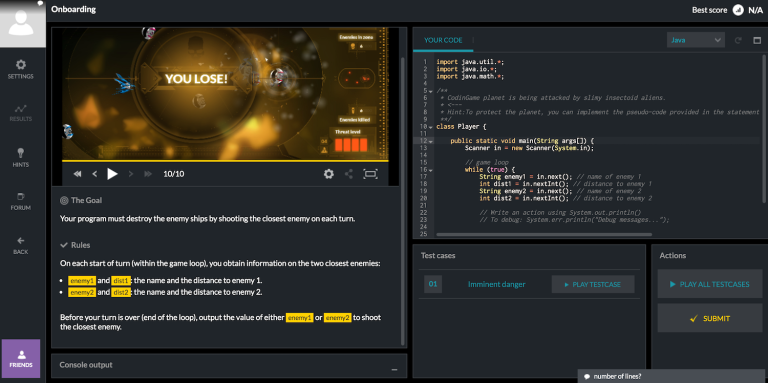 Onboarding
Best score N/A
SETTINGS
RESULTS
HINTS
FORUM
BACK
FRIENDS
Enemies in zone
YOU LOSE!
Enemies killed
Threat level
10/10
The Goal
Your program must destroy the enemy ships by shooting the closest enemy on each turn.
Rules
On each start of turn (within the game loop), you obtain information on the two closest enemies:
• enemy1 and dist1: the name and the distance to enemy 1.
• enemy2 and dist2: the name and the distance to enemy 2.
Before your turn is over (end of the loop), output the value of either enemy1 or enemy2 to shoot
the closest enemy.
Console output
YOUR CODE
Java
1 import java.util.*;
2 import java.io.*;
3 import java.math.*;
4
5 /**
6 * CodinGame planet is being attacked by slimy insectoid aliens.
7 * <---
8 * Hint:To protect the planet, you can implement the pseudo-code provided in the statement
9 **/
10 class Player {
11
12 public static void main(String args[]) {
13 Scanner in = new Scanner(System.in);
14
15 // game loop
16 while (true) {
17 String enemy1 = in.next(); // name of enemy 1
18 int dist1 = in.nextInt(); // distance to enemy 1
19 String enemy2 = in.next(); // name of enemy 2
20 int dist2 = in.nextInt(); // distance to enemy 2
21
22 // Write an action using System.out.println()
23 // To debug: System.err.println("Debug messages...");
24
Test cases
01 Imminent danger PLAY TESTCASE
Actions
PLAY ALL TESTCASES
SUBMIT
number of lines?